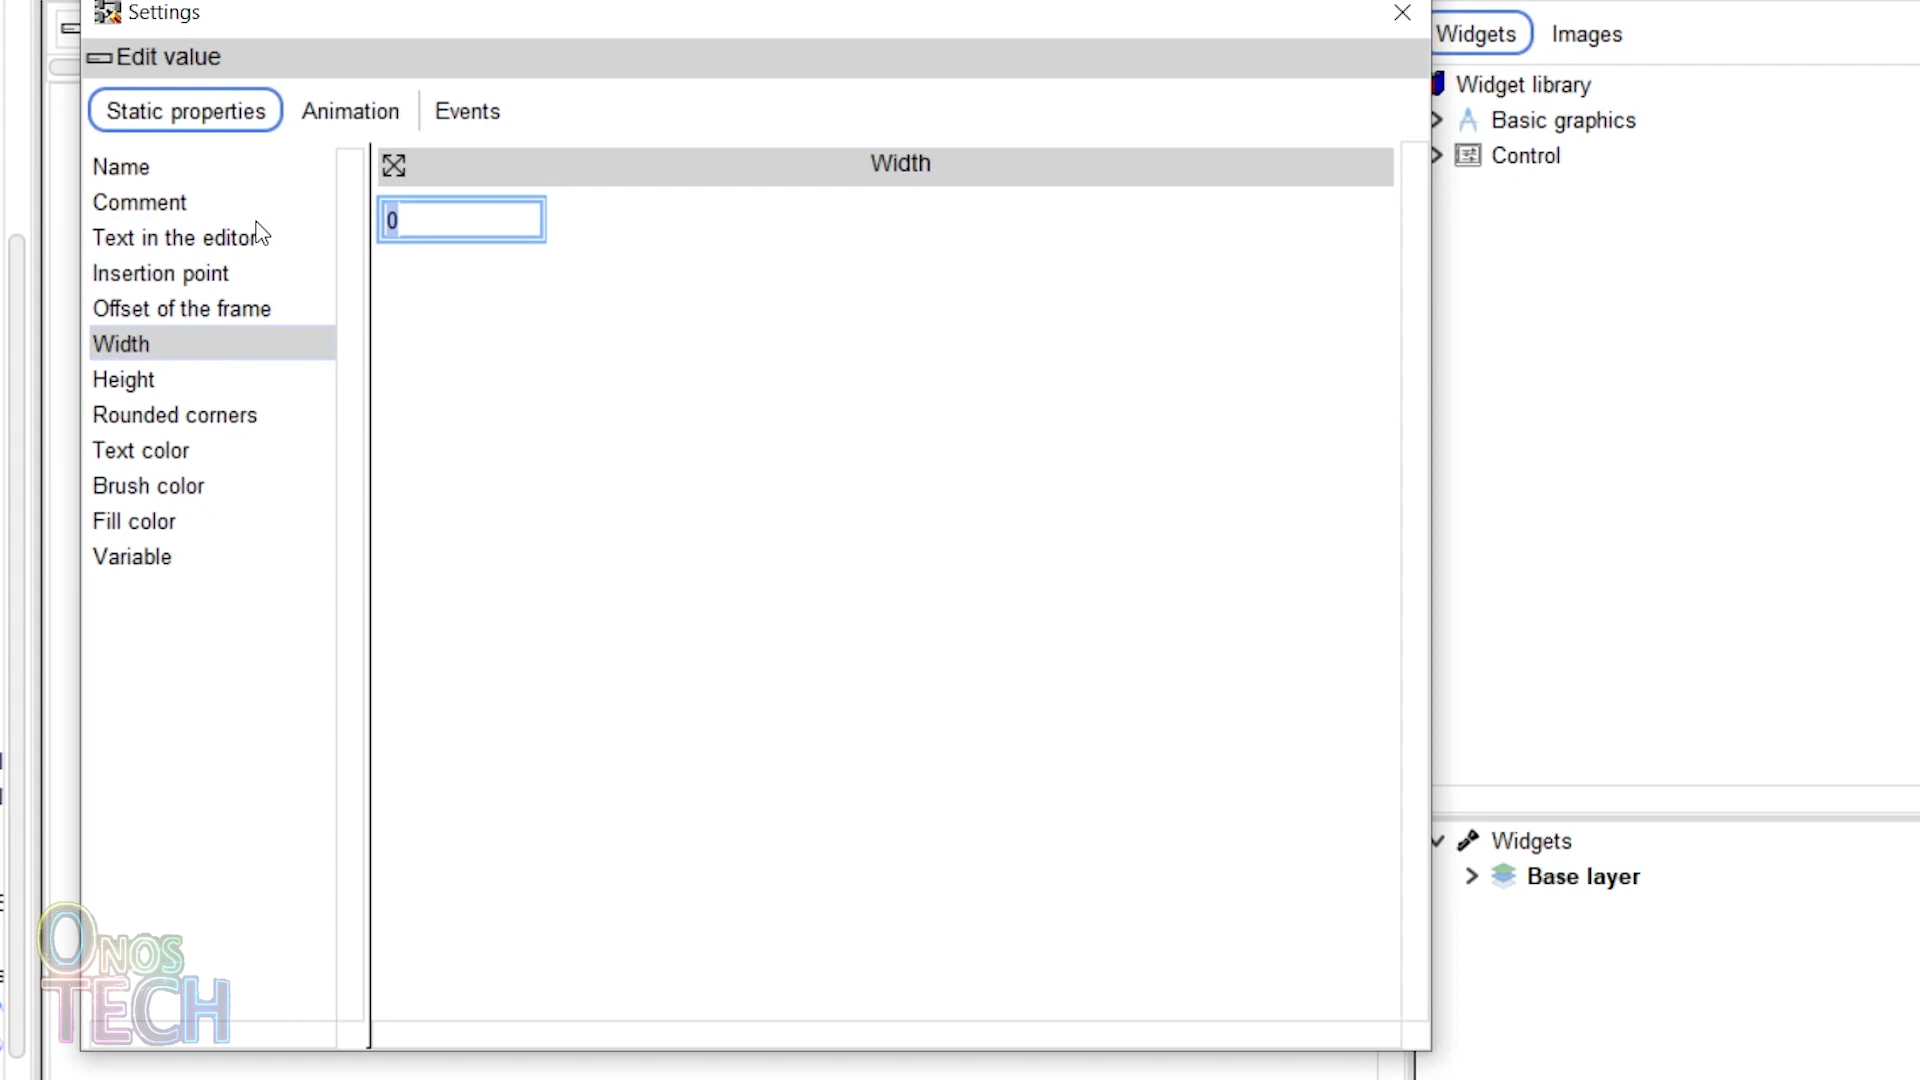 Settings
Edit value
Static properties
Animation
Events
Name
Comment
Text in the editor
Insertion point
Offset of the frame
Width
Height
Rounded corners
Text color
Brush color
Fill color
Variable
Width
0
Widgets
Images
Widget library
Basic graphics
Control
Widgets
Base layer
ONOS
TECH